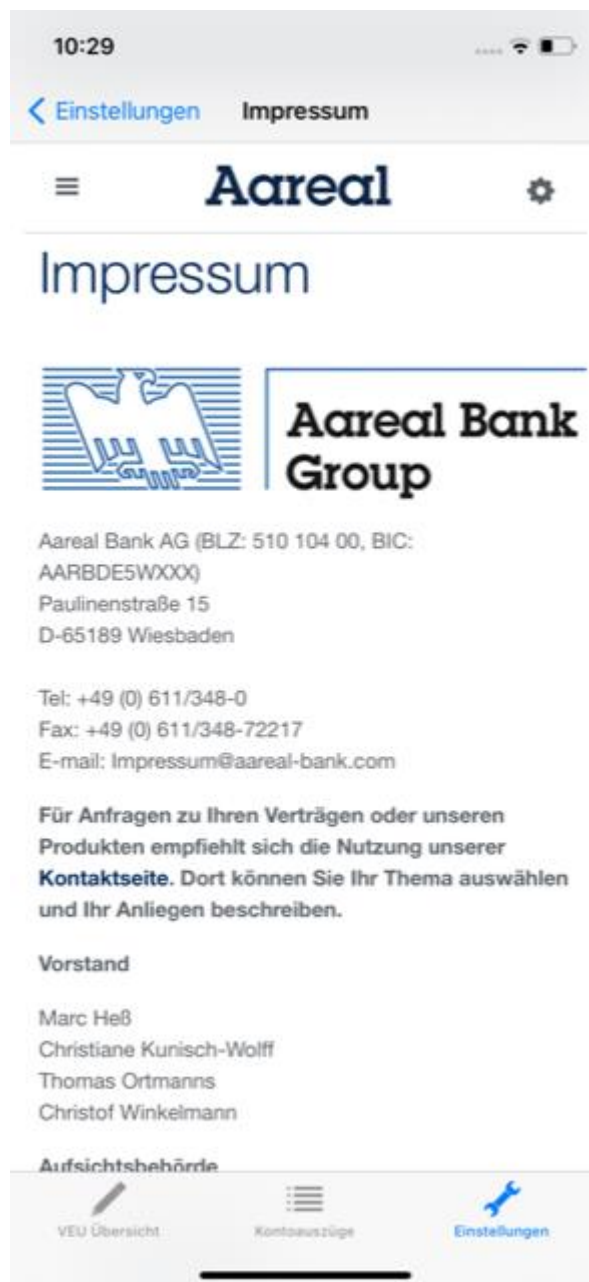 10:29
Einstellungen Impressum
Aareal
Impressum
Aareal Bank
Group
Aareal Bank AG (BLZ: 510 104 00, BIC:
AARBDE5WXXX)
Paulinenstraße 15
D-65189 Wiesbaden
Tel: +49 (0) 611/348-0
Fax: +49 (0) 611/348-72217
E-mail: Impressum@aareal-bank.com
Für Anfragen zu Ihren Verträgen oder unseren
Produkten empfiehlt sich die Nutzung unserer
Kontaktseite. Dort können Sie Ihr Thema auswählen
und Ihr Anliegen beschreiben.
Vorstand
Marc Heß
Christiane Kunisch-Wolff
Thomas Ortmanns
Christof Winkelmann
Aufsichtsbehörde
VEU Übersicht Kontoauszüge Einstellungen